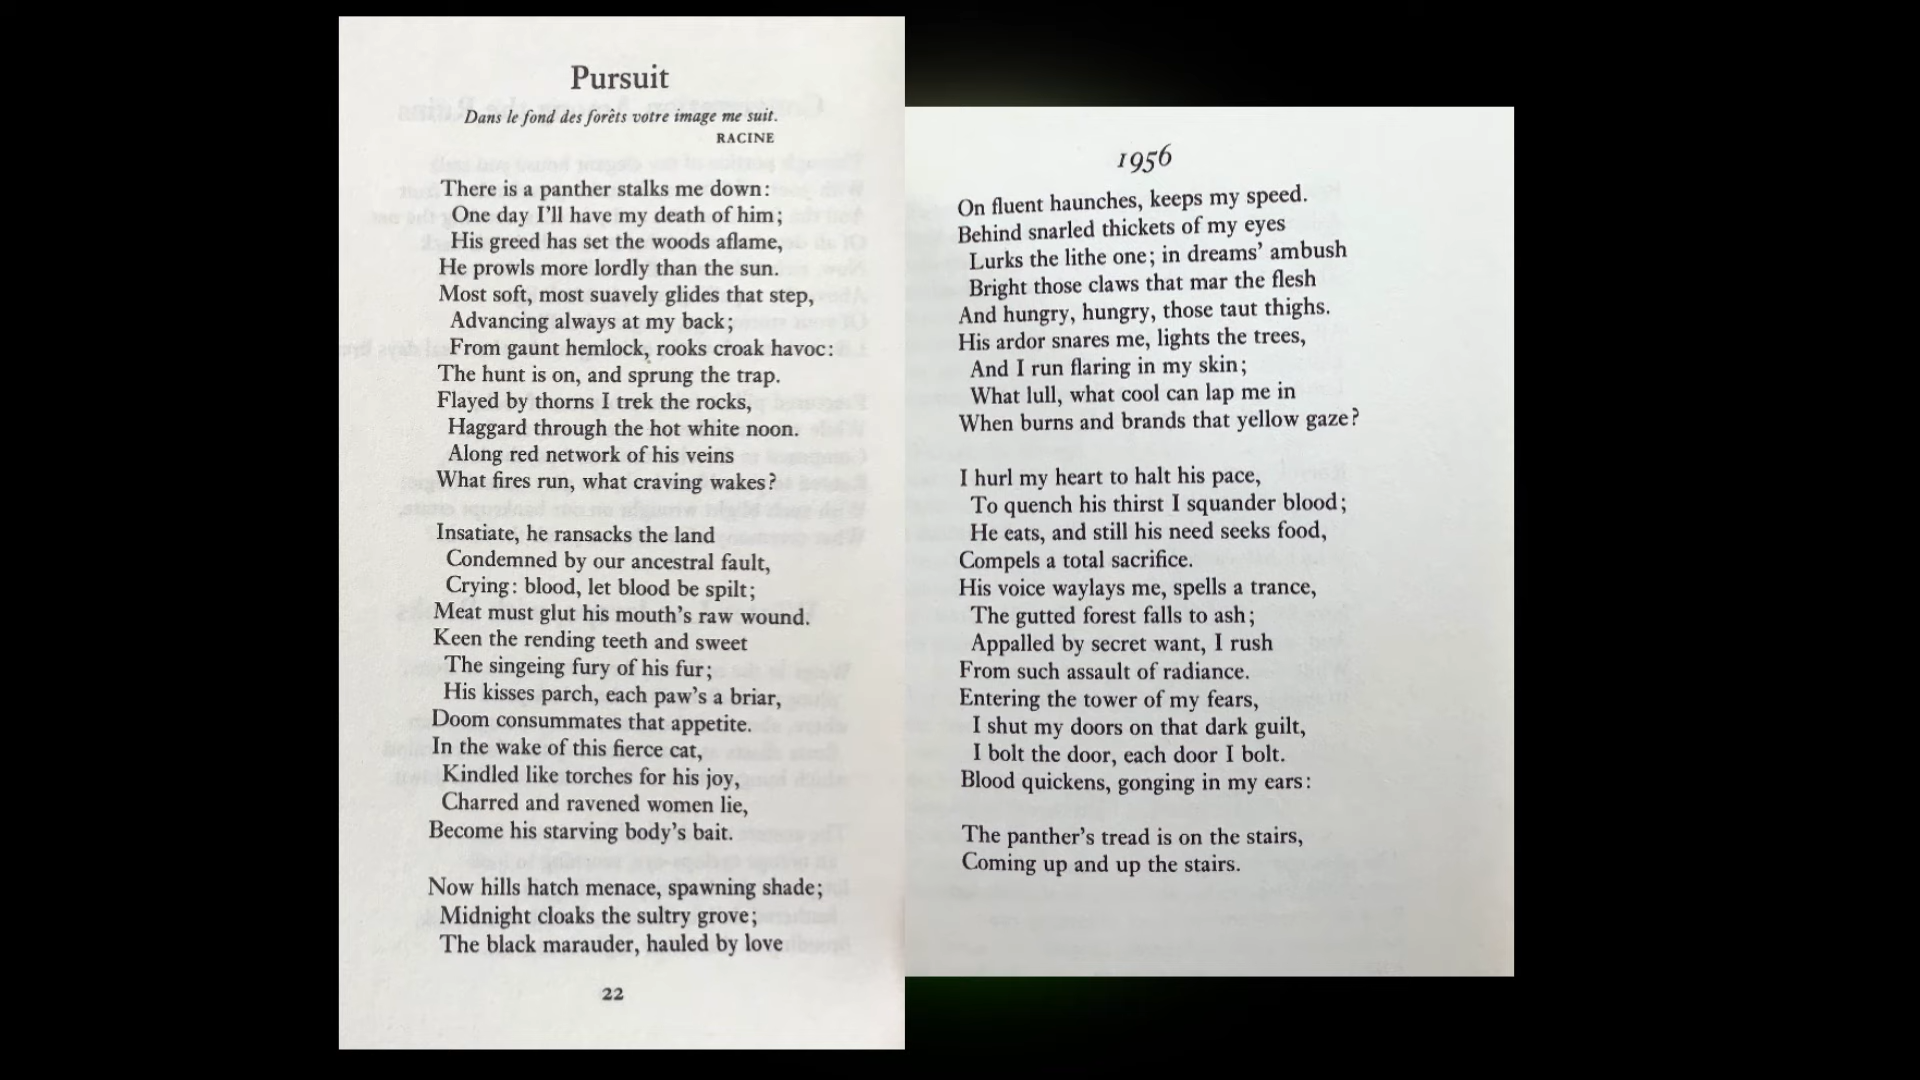 Pursuit
Dans le fond des forêts votre image me suit.
RACINE
There is a panther stalks me down:
One day I'll have my death of him;
His greed has set the woods aflame,
He prowls more lordly than the sun.
Most soft, most suavely glides that step,
Advancing always at my back;
From gaunt hemlock, rooks croak havoc:
The hunt is on, and sprung the trap.
Flayed by thorns I trek the rocks,
Haggard through the hot white noon.
Along red network of his veins
What fires run, what craving wakes?
Insatiate, he ransacks the land
Condemned by our ancestral fault,
Crying: blood, let blood be spilt;
Meat must glut his mouth's raw wound.
Keen the rending teeth and sweet
The singeing fury of his fur;
His kisses parch, each paw's a briar,
Doom consummates that appetite.
In the wake of this fierce cat,
Kindled like torches for his joy,
Charred and ravened women lie,
Become his starving body's bait.
Now hills hatch menace, spawning shade;
Midnight cloaks the sultry grove;
The black marauder, hauled by love
22
1956
On fluent haunches, keeps my speed.
Behind snarled thickets of my eyes
Lurks the lithe one; in dreams' ambush
Bright those claws that mar the flesh
And hungry, hungry, those taut thighs.
His ardor snares me, lights the trees,
And I run flaring in my skin;
What lull, what cool can lap me in
When burns and brands that yellow gaze?
I hurl my heart to halt his pace,
To quench his thirst I squander blood;
He eats, and still his need seeks food,
Compels a total sacrifice.
His voice waylays me, spells a trance,
The gutted forest falls to ash;
Appalled by secret want, I rush
From such assault of radiance.
Entering the tower of my fears,
I shut my doors on that dark guilt,
I bolt the door, each door I bolt.
Blood quickens, gonging in my ears:
The panther's tread is on the stairs,
Coming up and up the stairs.